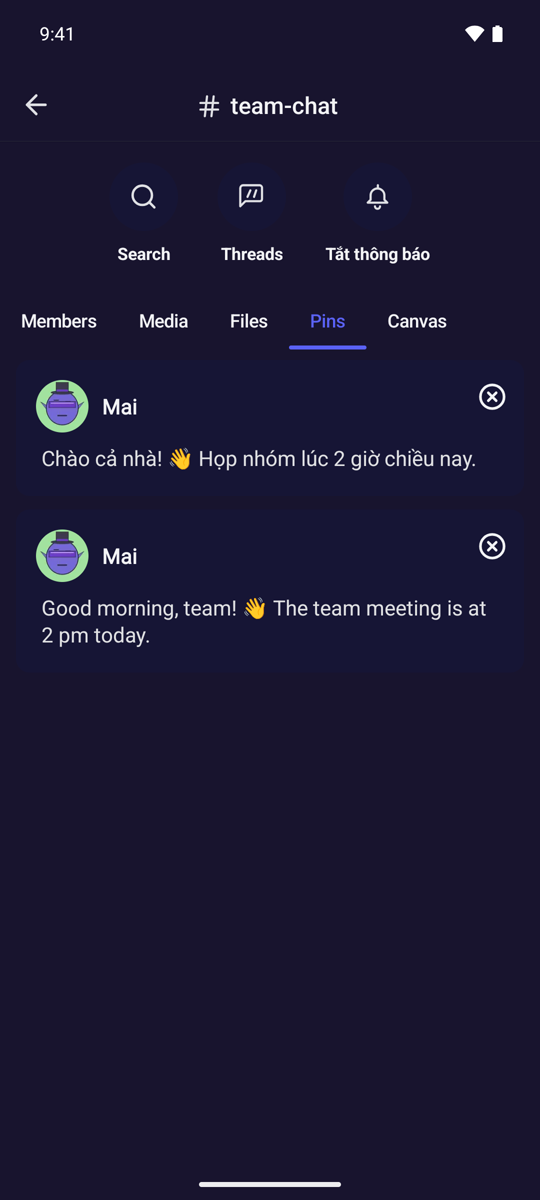 9:41
# team-chat
Search Threads Tắt thông báo
Members Media Files Pins Canvas
Mai
Chào cả nhà! 👋 Họp nhóm lúc 2 giờ chiều nay.
Mai
Good morning, team! 👋 The team meeting is at
2 pm today.